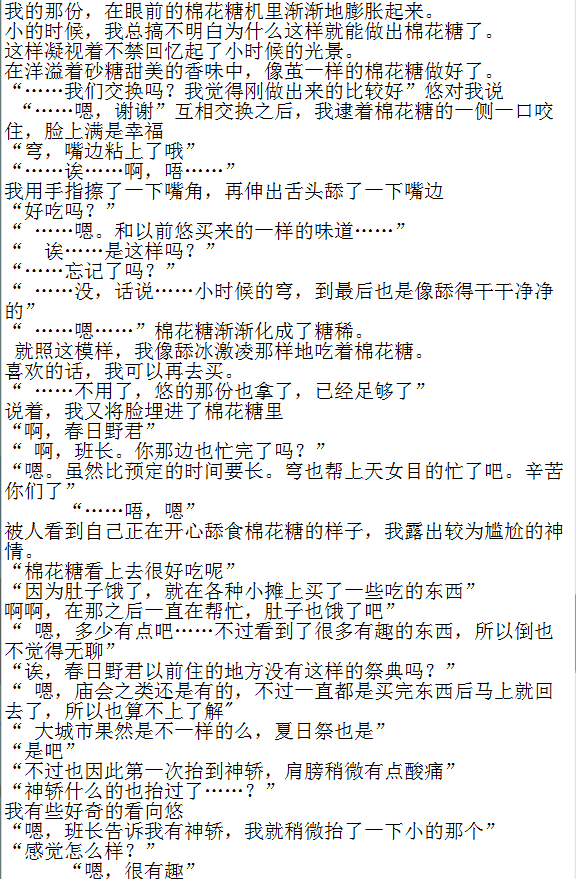 我的那份，在眼前的棉花糖机里渐渐地膨胀起来。
小的时候，我总搞不明白为什么这样就能做出棉花糖了。
这样凝视着不禁回忆起了小时候的光景。
在洋溢着砂糖甜美的香味中，像茧一样的棉花糖做好了。
“……我们交换吗？我觉得刚做出来的比较好”悠对我说
“……嗯，谢谢”互相交换之后，我逮着棉花糖的一侧一口咬
住，脸上满是幸福
“穹，嘴边粘上了哦”
“……诶……啊，唔……”
我用手指擦了一下嘴角，再伸出舌头舔了一下嘴边
“好吃吗？”
“ ……嗯。和以前悠买来的一样的味道……”
“  诶……是这样吗？”
“……忘记了吗？”
“ ……没，话说……小时候的穹，到最后也是像舔得干干净净
的”
“ ……嗯……”棉花糖渐渐化成了糖稀。
就照这模样，我像舔冰激凌那样地吃着棉花糖。
喜欢的话，我可以再去买。
“ ……不用了，悠的那份也拿了，已经足够了”
说着，我又将脸埋进了棉花糖里
“啊，春日野君”
“ 啊，班长。你那边也忙完了吗？”
“嗯。虽然比预定的时间要长。穹也帮上天女目的忙了吧。辛苦
你们了”
“……唔，嗯”
被人看到自己正在开心舔食棉花糖的样子，我露出较为尴尬的神
情。
“棉花糖看上去很好吃呢”
“因为肚子饿了，就在各种小摊上买了一些吃的东西”
啊啊，在那之后一直在帮忙，肚子也饿了吧”
“ 嗯，多少有点吧……不过看到了很多有趣的东西，所以倒也
不觉得无聊”
“诶，春日野君以前住的地方没有这样的祭典吗？”
“ 嗯，庙会之类还是有的，不过一直都是买完东西后马上就回
去了，所以也算不上了解"
“ 大城市果然是不一样的么，夏日祭也是”
“是吧”
“不过也因此第一次抬到神轿，肩膀稍微有点酸痛”
“神轿什么的也抬过了……？”
我有些好奇的看向悠
“嗯，班长告诉我有神轿，我就稍微抬了一下小的那个”
“感觉怎么样？”
“嗯，很有趣”